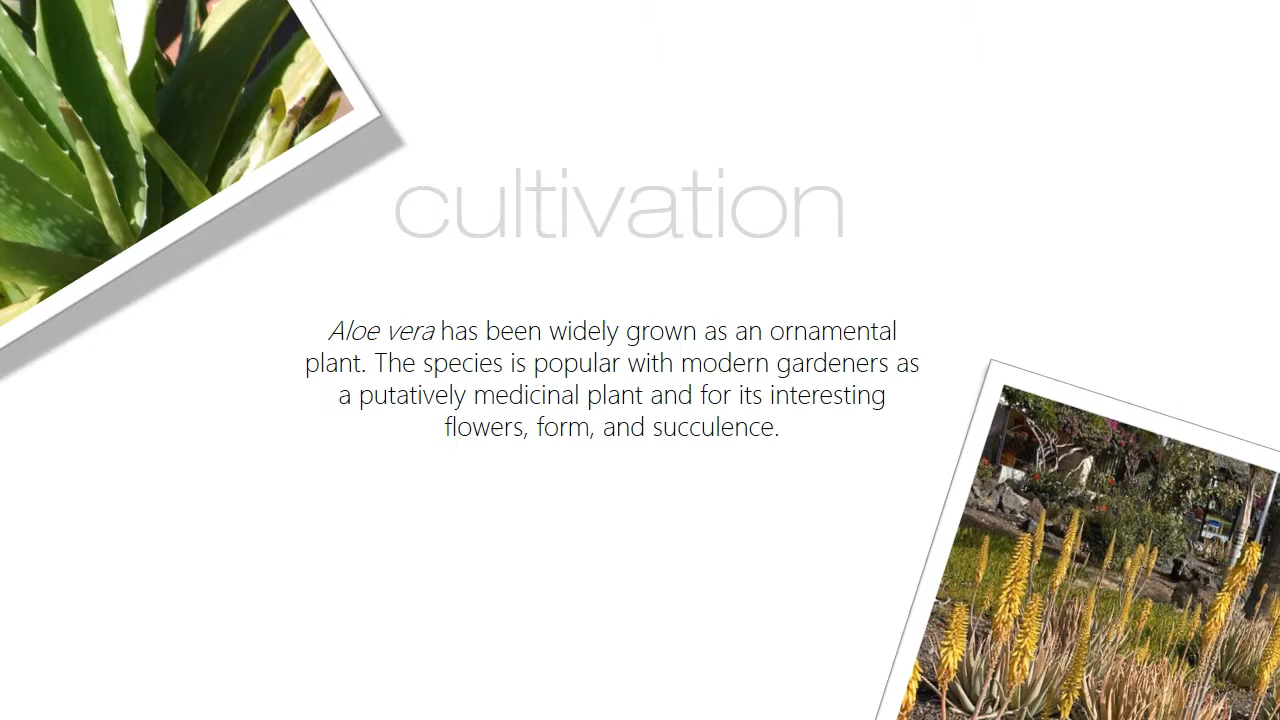 cultivation
Aloe vera has been widely grown as an ornamental
plant. The species is popular with modern gardeners as
a putatively medicinal plant and for its interesting
flowers, form, and succulence.